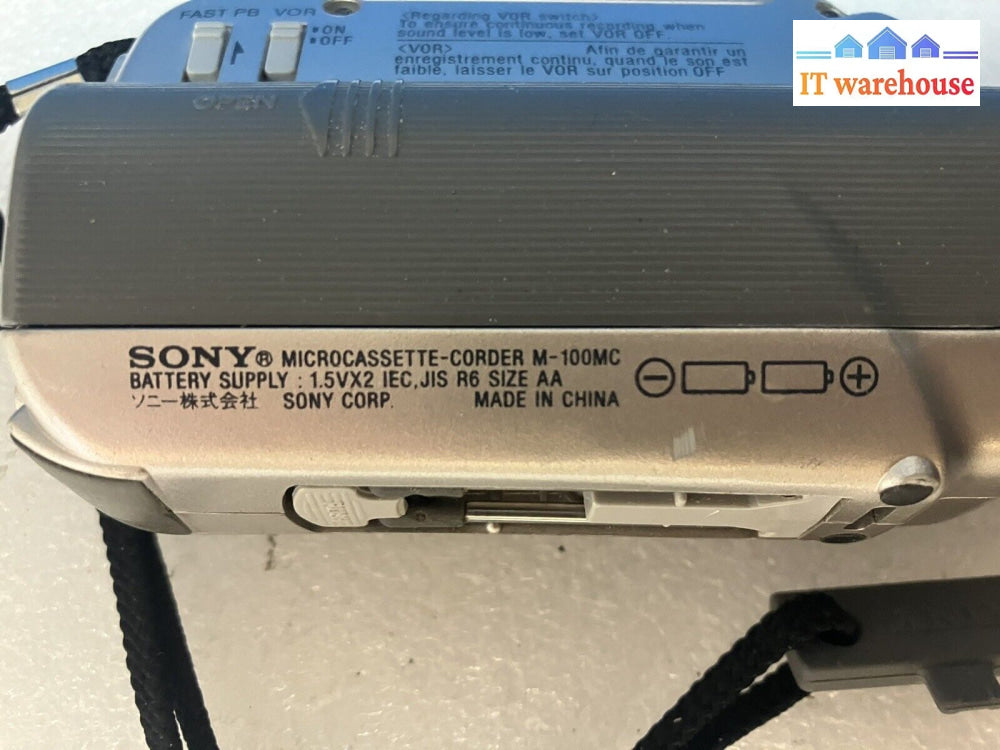 FAST PB VOR
ON
OFF
<Regarding VOR switch>
To ensure continuous recording when
sound level is low, set VOR OFF.
<VOR> Afin de garantir un
enregistrement continu, quand le son est
faible, laisser le VOR sur position OFF
IT warehouse
OPEN
SONY® MICROCASSETTE-CORDER M-100MC
BATTERY SUPPLY : 1.5VX2 IEC,JIS R6 SIZE AA
ソニー株式会社 SONY CORP. MADE IN CHINA